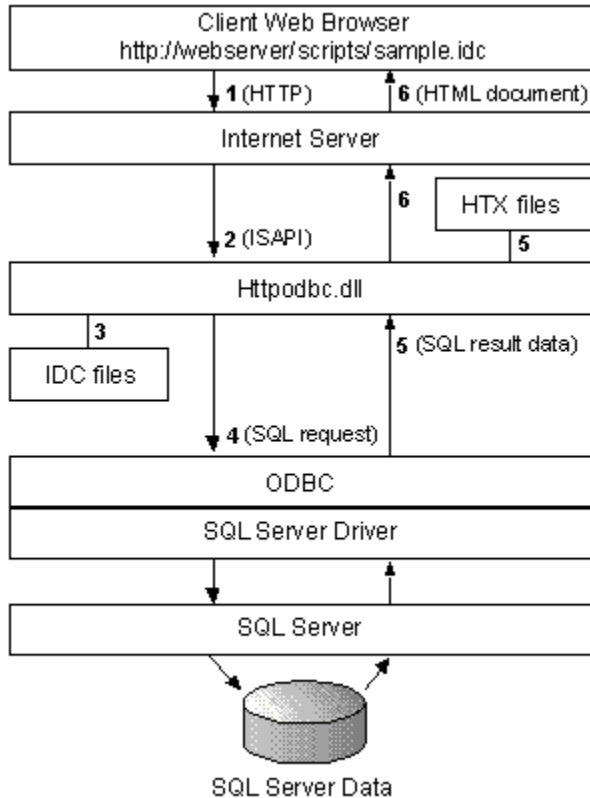 Client Web Browser
http://webserver/scripts/sample.idc
1 (HTTP)
6 (HTML document)
Internet Server
6
HTX files
2 (ISAPI)
5
Httpodbc.dll
3
5 (SQL result data)
IDC files
4 (SQL request)
ODBC
SQL Server Driver
SQL Server
SQL Server Data